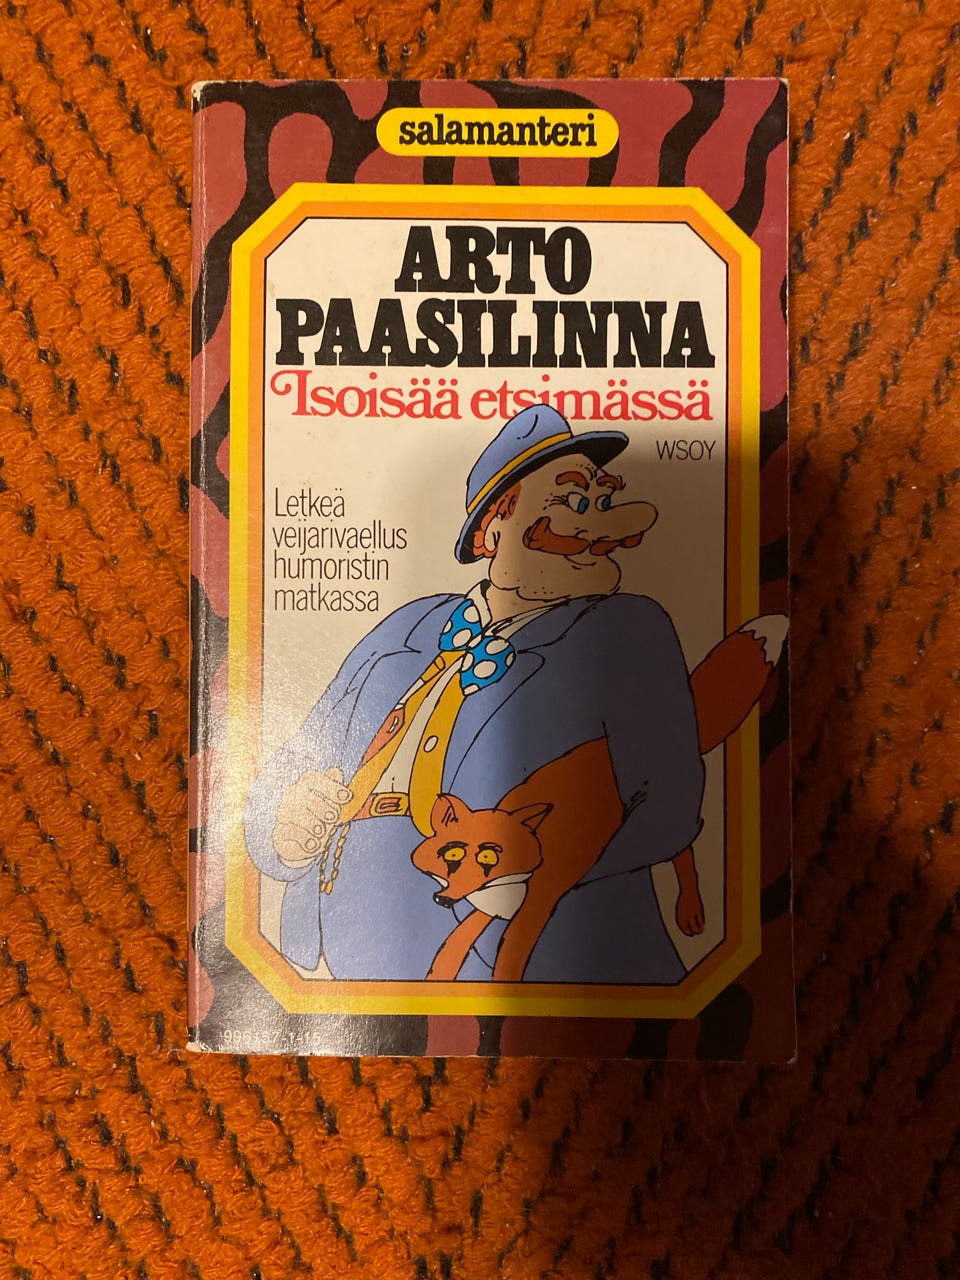 salamanteri
ARTO
PAASILINNA
Isoisää etsimässä
WSOY
Letkeä
veijarivaellus
humoristin
matkassa